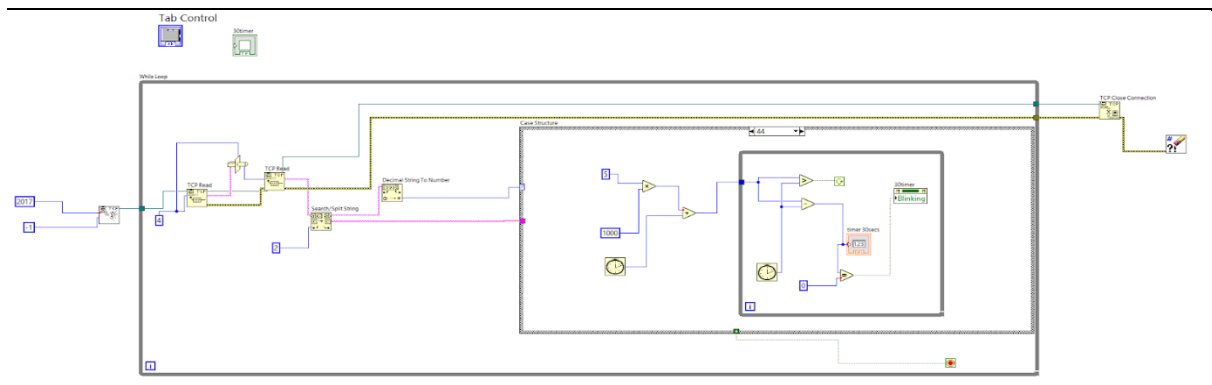 Tab Control
30timer
While Loop
TCP Close Connection
Case Structure
44
TCP Read
TCP Read
Decimal String To Number
Search/Split String
2017
-1
4
2
5
1000
30timer
Blinking
timer 30secs
123
0
i
i